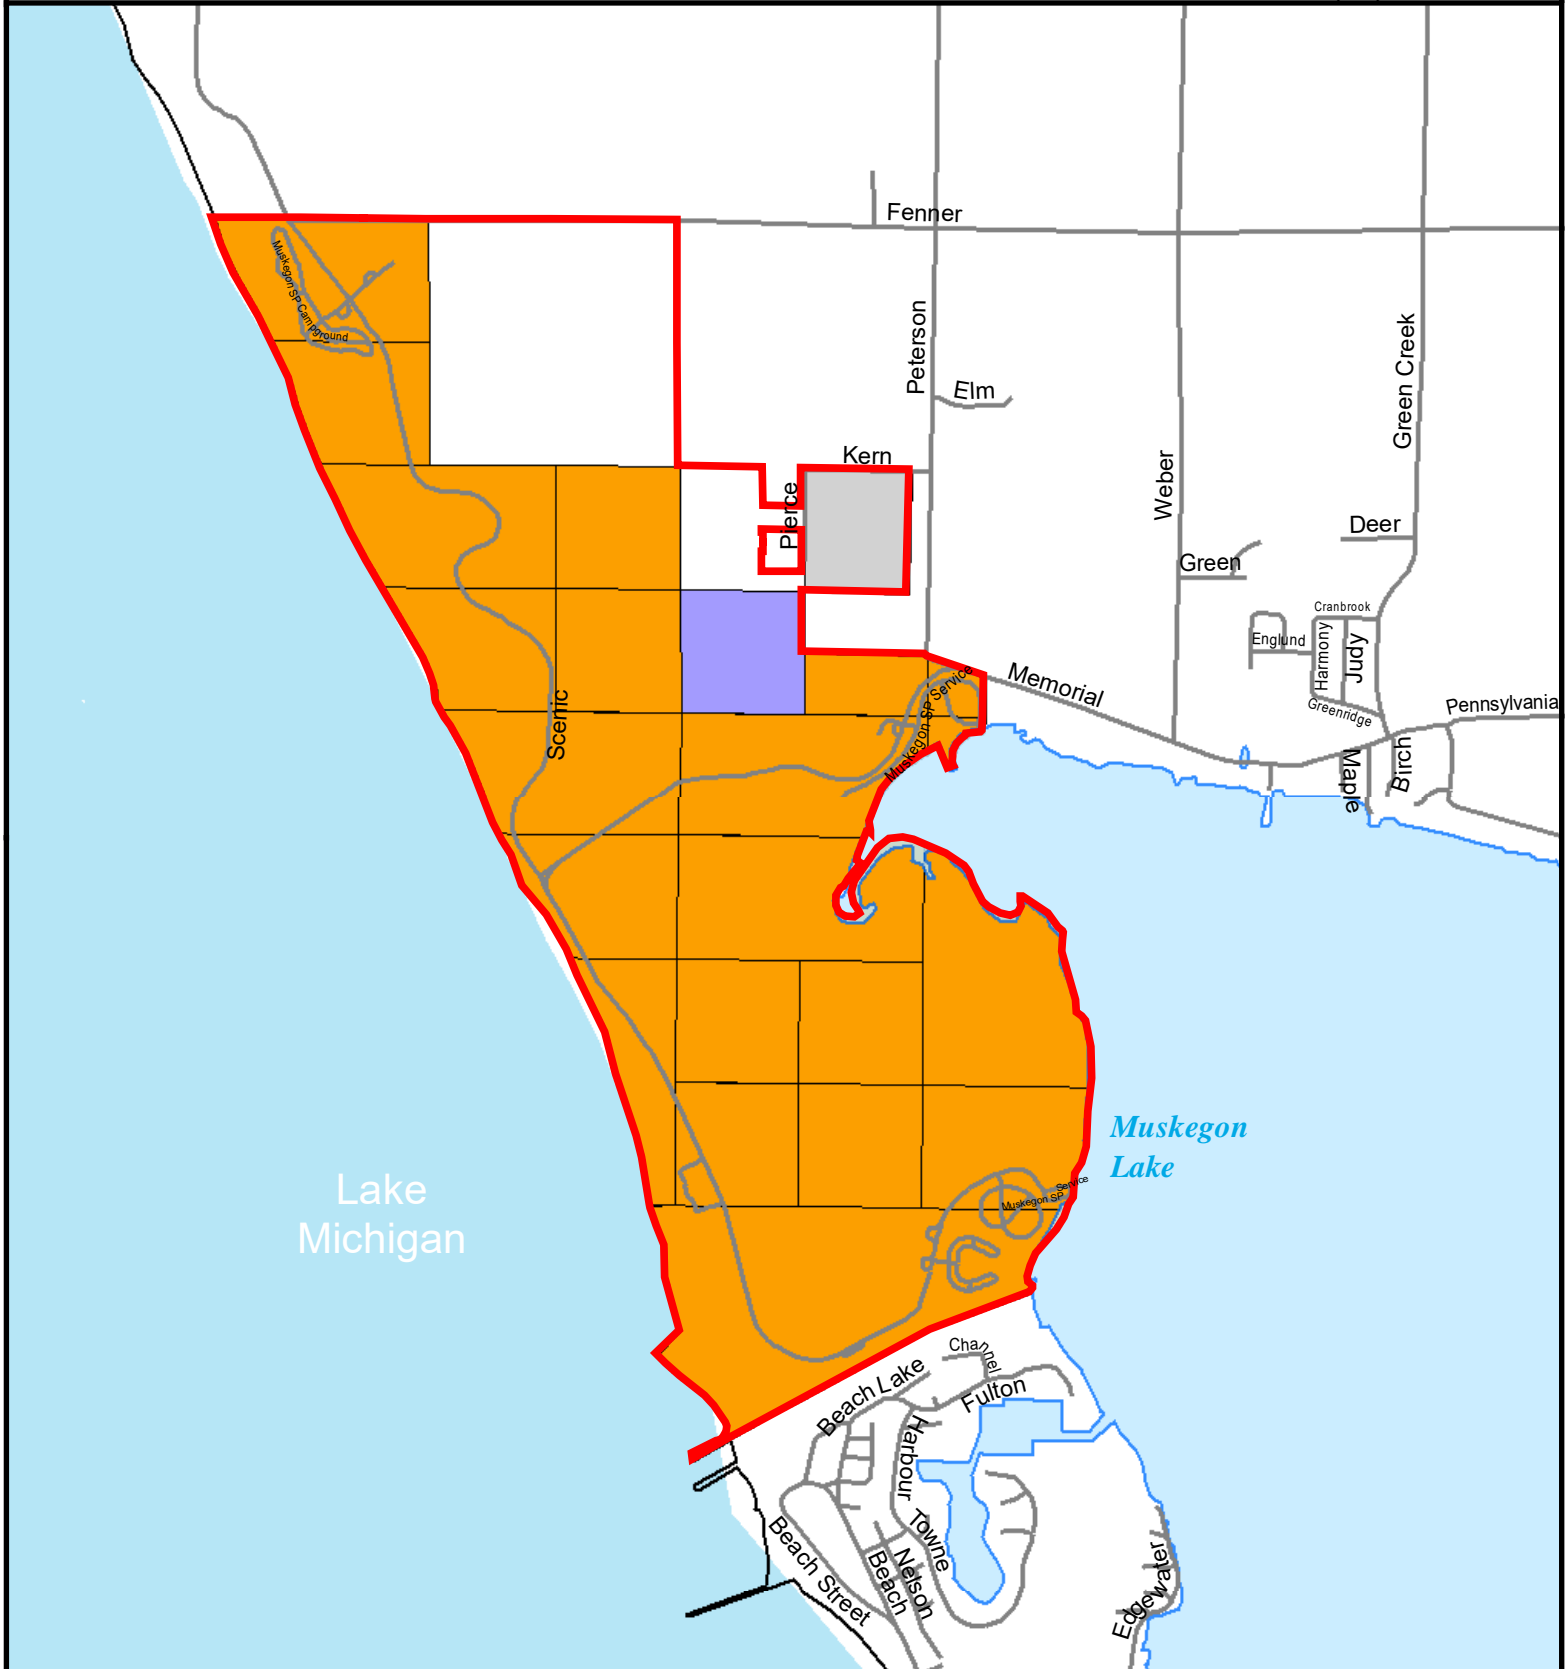 Fenner
Muskegon SP Campground
Peterson
Elm
Green Creek
Kern
Pierce
Weber
Deer
Green
Cranbrook
Englund
Harmony
Judy
Greenridge
Memorial
Pennsylvania
Service
Muskegon SP
Scenic
Maple
Birch
Muskegon
Lake
Lake
Michigan
Service
Muskegon SP
Channel
Beach Lake
Fulton
Harbour
Towne
Beach Street
Beach
Nelson
Edgewater